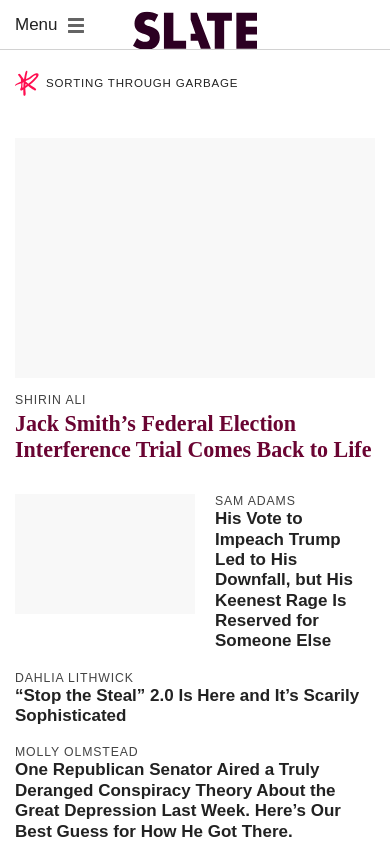 Menu
SLATE
SORTING THROUGH GARBAGE
SHIRIN ALI
Jack Smith’s Federal Election
Interference Trial Comes Back to Life
SAM ADAMS
His Vote to
Impeach Trump
Led to His
Downfall, but His
Keenest Rage Is
Reserved for
Someone Else
DAHLIA LITHWICK
“Stop the Steal” 2.0 Is Here and It’s Scarily
Sophisticated
MOLLY OLMSTEAD
One Republican Senator Aired a Truly
Deranged Conspiracy Theory About the
Great Depression Last Week. Here’s Our
Best Guess for How He Got There.